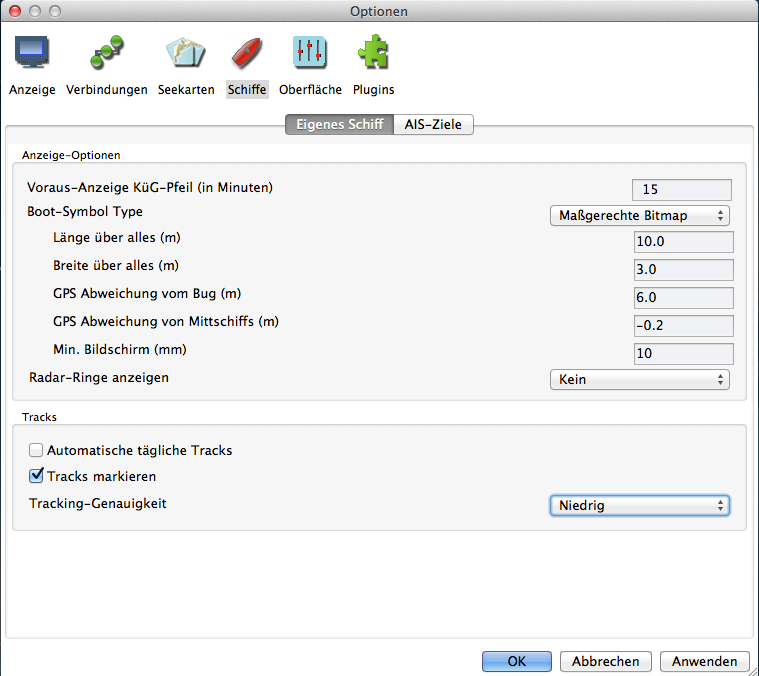 Optionen
Anzeige Verbindungen Seekarten Schiffe Oberfläche Plugins
Eigenes Schiff AIS-Ziele
Anzeige-Optionen
Voraus-Anzeige KüG-Pfeil (in Minuten) 15
Boot-Symbol Type Maßgerechte Bitmap
Länge über alles (m) 10.0
Breite über alles (m) 3.0
GPS Abweichung vom Bug (m) 6.0
GPS Abweichung von Mittschiffs (m) -0.2
Min. Bildschirm (mm) 10
Radar-Ringe anzeigen Kein
Tracks
Automatische tägliche Tracks
Tracks markieren
Tracking-Genauigkeit Niedrig
OK Abbrechen Anwenden